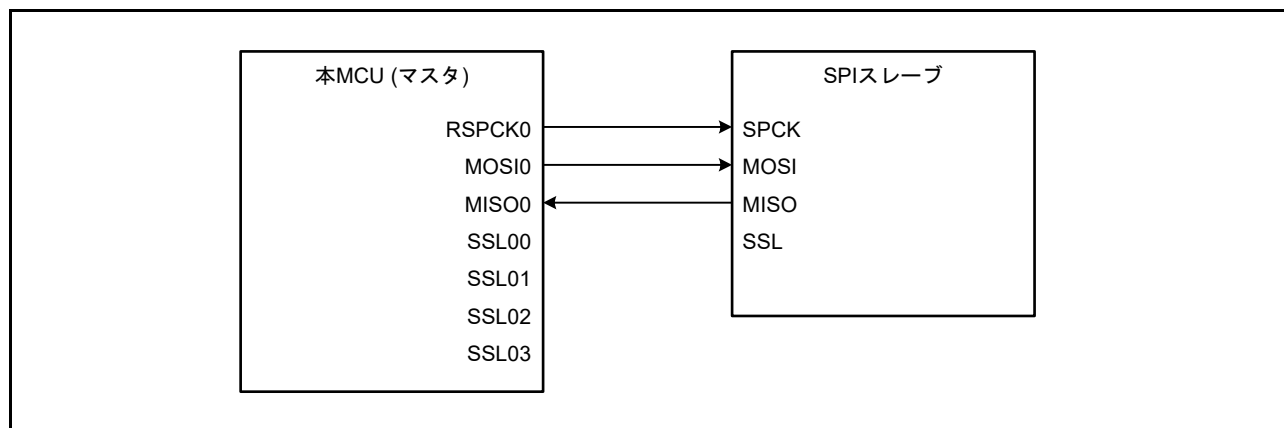 本MCU (マスタ)
RSPCK0
MOSI0
MISO0
SSL00
SSL01
SSL02
SSL03
SPIスレーブ
SPCK
MOSI
MISO
SSL